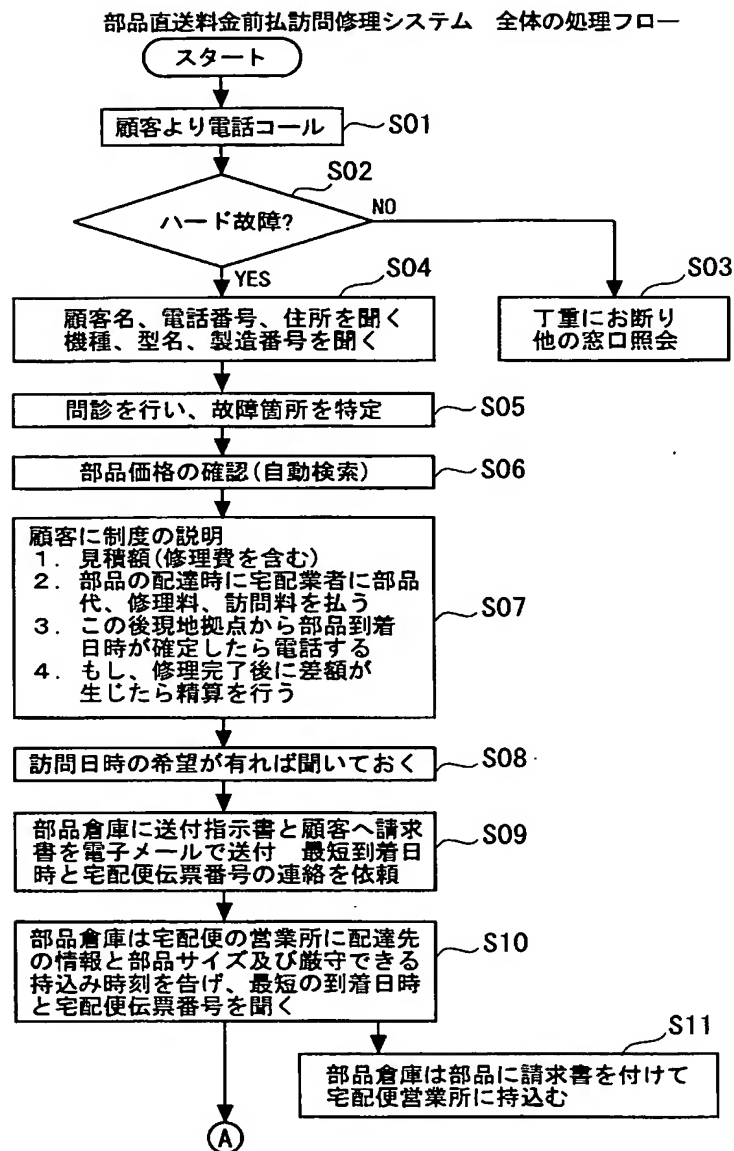 部品直送料金前払訪問修理システム　全体の処理フロー
スタート
顧客より電話コール
S01
S02
ハード故障?
NO
YES
S03
丁重にお断り
他の窓口照会
S04
顧客名、電話番号、住所を聞く
機種、型名、製造番号を聞く
問診を行い、故障箇所を特定
S05
部品価格の確認(自動検索)
S06
顧客に制度の説明
1. 見積額(修理費を含む)
2. 部品の配達時に宅配業者に部品
代、修理料、訪問料を払う
3. この後現地拠点から部品到着
日時が確定したら電話する
4. もし、修理完了後に差額が
生じたら精算を行う
S07
訪問日時の希望が有れば聞いておく
S08
部品倉庫に送付指示書と顧客へ請求
書を電子メールで送付　最短到着日
時と宅配便伝票番号の連絡を依頼
S09
部品倉庫は宅配便の営業所に配達先
の情報と部品サイズ及び厳守できる
持込み時刻を告げ、最短の到着日時
と宅配便伝票番号を聞く
S10
S11
部品倉庫は部品に請求書を付けて
宅配便営業所に持込む
A